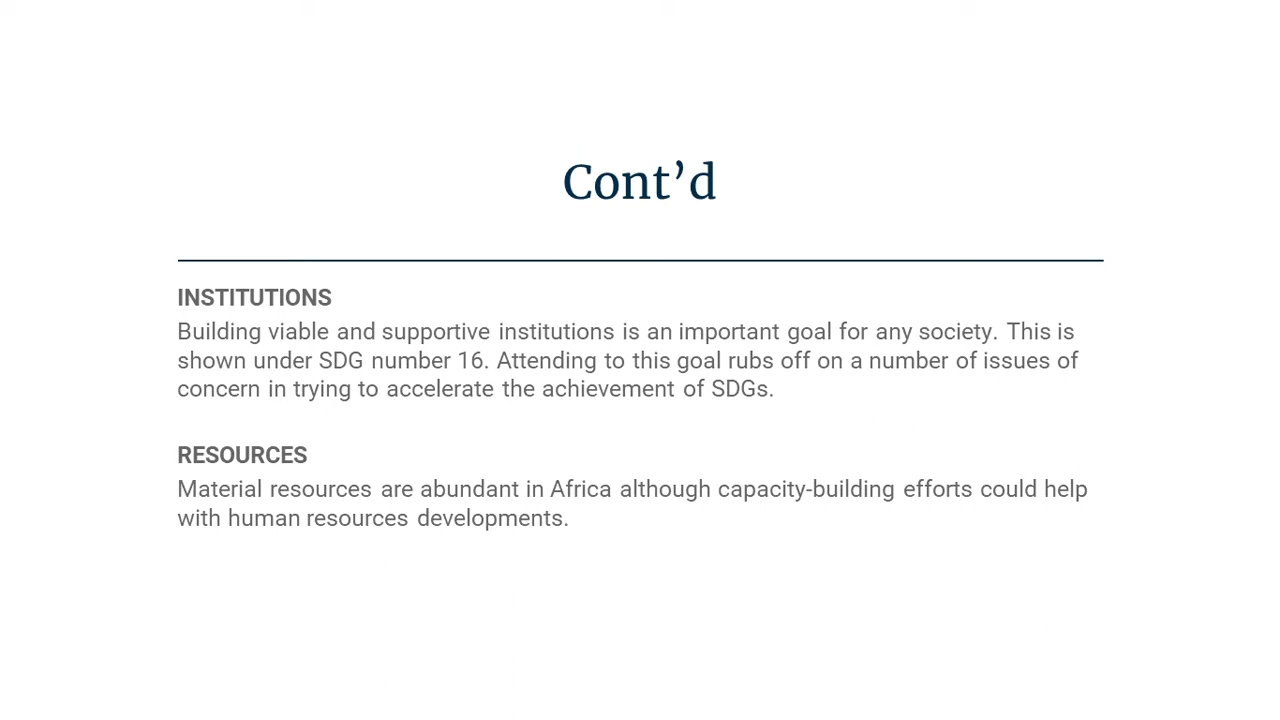 Cont’d
INSTITUTIONS
Building viable and supportive institutions is an important goal for any society. This is
shown under SDG number 16. Attending to this goal rubs off on a number of issues of
concern in trying to accelerate the achievement of SDGs.
RESOURCES
Material resources are abundant in Africa although capacity-building efforts could help
with human resources developments.